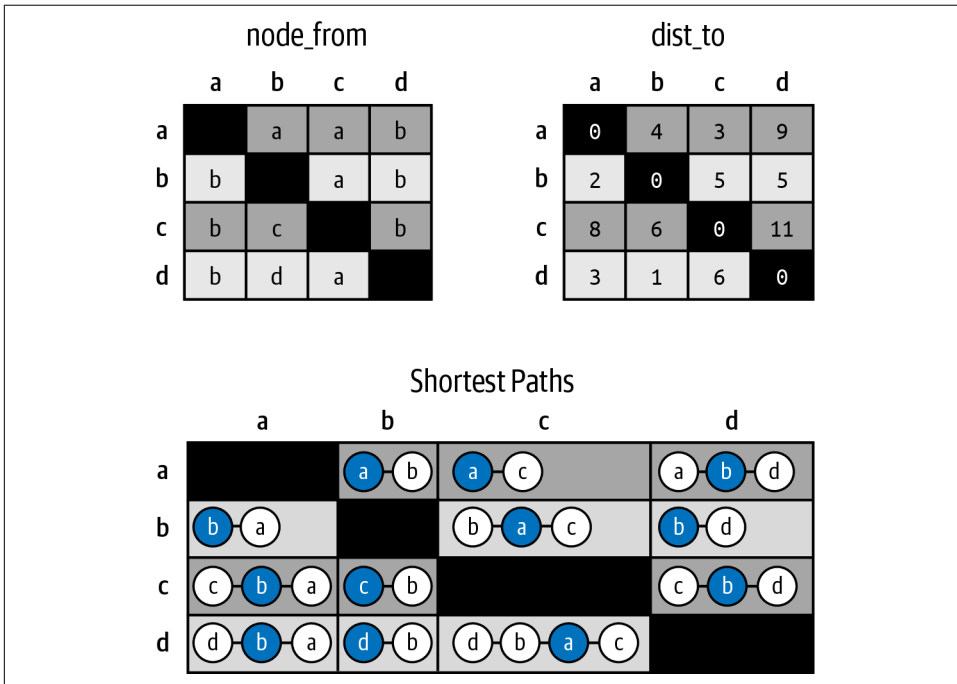 node_from dist_to
a b c d a b c d
a a a b a 0 4 3 9
b b a b b 2 0 5 5
c b c b c 8 6 0 11
d b d a d 3 1 6 0
Shortest Paths
a b c d
a a b a c a b d
b b a b a c b d
c c b a c b c b d
d d b a d b d b a c